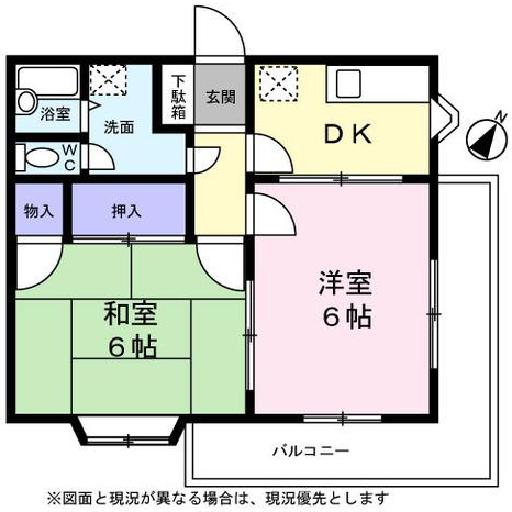 浴室
洗面
下駄箱
玄関
DK
N
WC
物入
押入
洋室
6帖
和室
6帖
バルコニー
※図面と現況が異なる場合は、現況優先とします